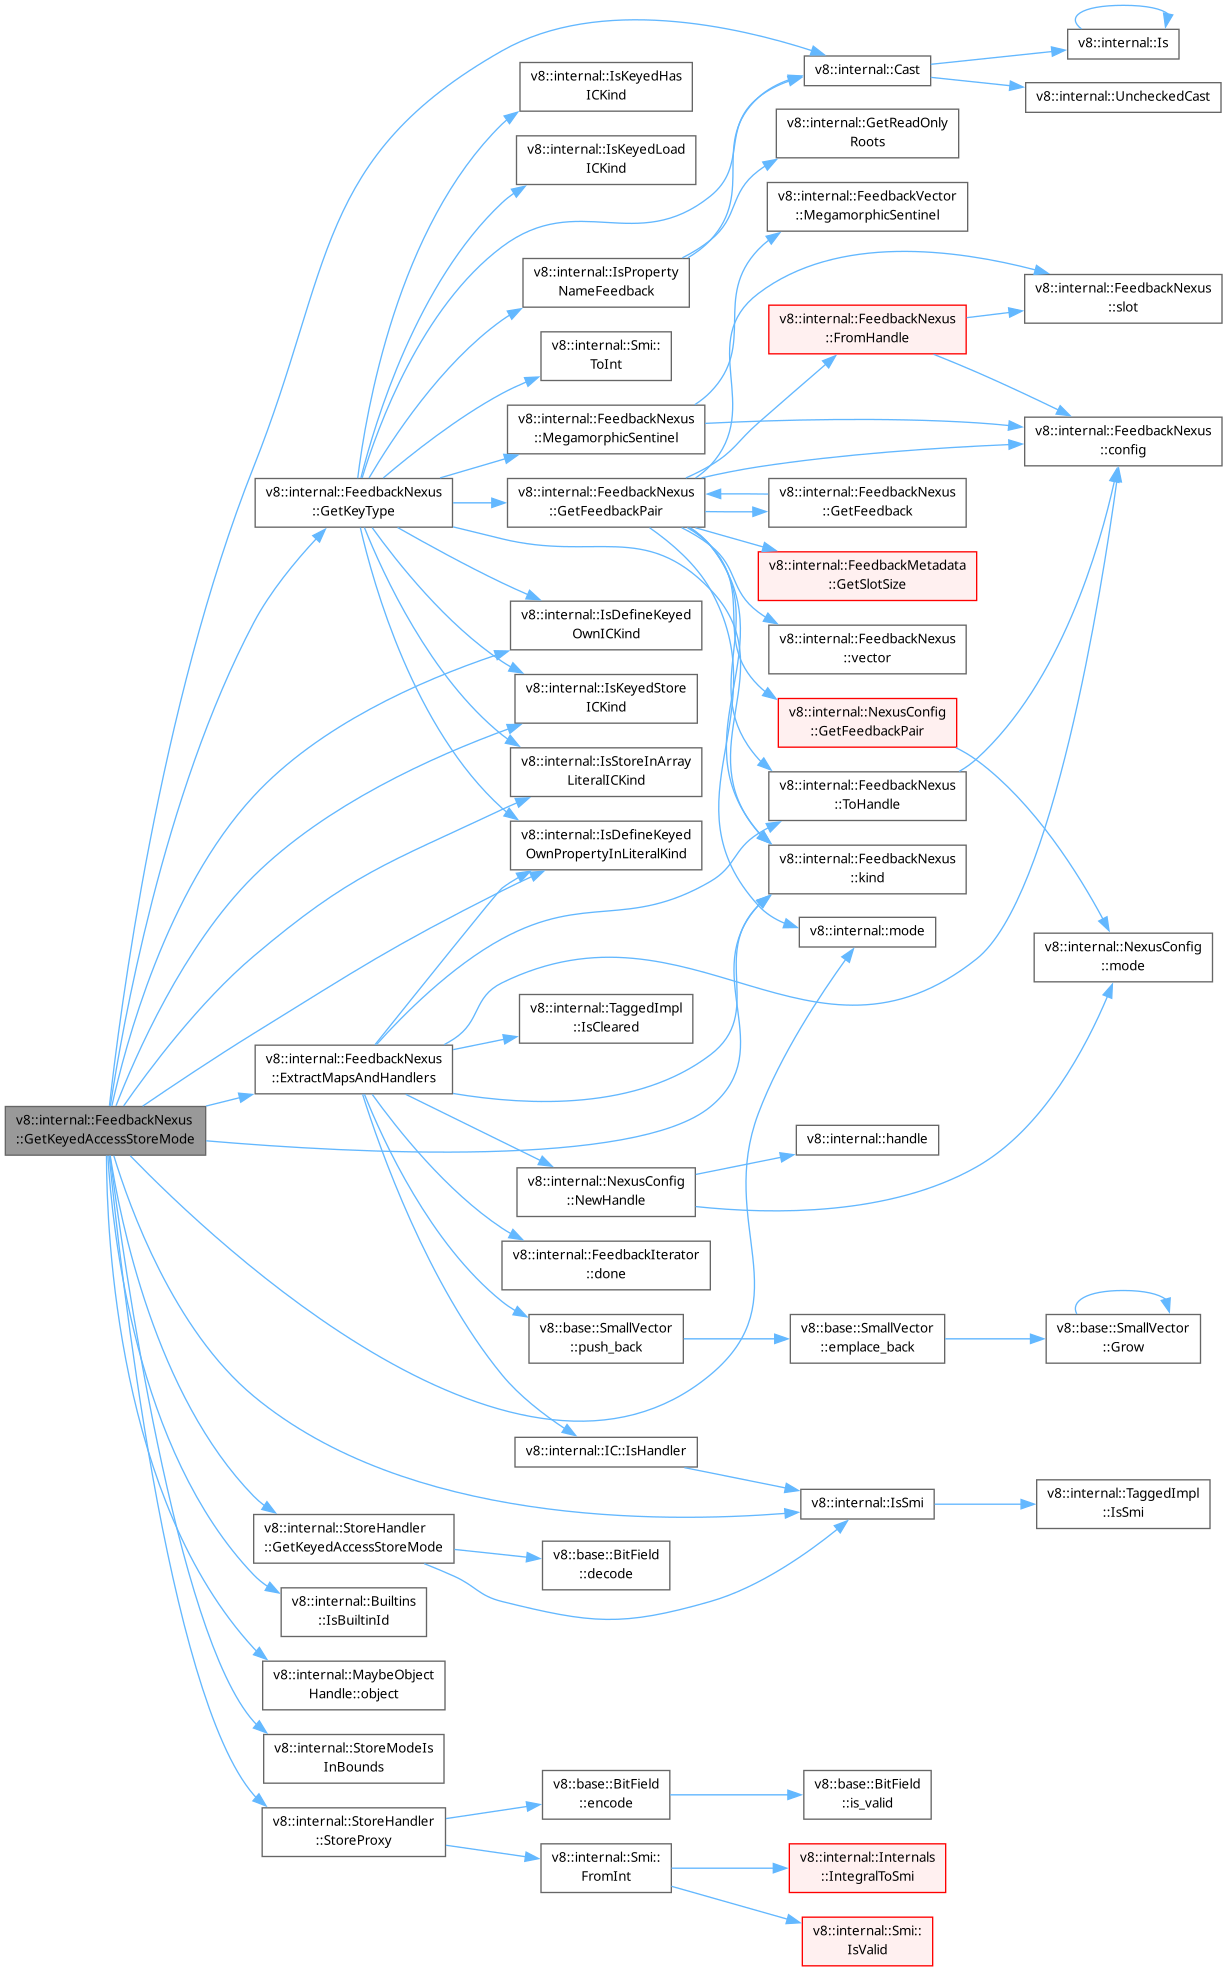 v8::internal::FeedbackNexus
::GetKeyedAccessStoreMode
v8::internal::Cast
v8::internal::Is
v8::internal::UncheckedCast
v8::internal::IsKeyedHas
ICKind
v8::internal::IsKeyedLoad
ICKind
v8::internal::GetReadOnly
Roots
v8::internal::FeedbackVector
::MegamorphicSentinel
v8::internal::IsProperty
NameFeedback
v8::internal::FeedbackNexus
::slot
v8::internal::FeedbackNexus
::FromHandle
v8::internal::Smi::
ToInt
v8::internal::FeedbackNexus
::MegamorphicSentinel
v8::internal::FeedbackNexus
::config
v8::internal::FeedbackNexus
::GetKeyType
v8::internal::FeedbackNexus
::GetFeedbackPair
v8::internal::FeedbackNexus
::GetFeedback
v8::internal::FeedbackMetadata
::GetSlotSize
v8::internal::IsDefineKeyed
OwnICKind
v8::internal::FeedbackNexus
::vector
v8::internal::IsKeyedStore
ICKind
v8::internal::NexusConfig
::GetFeedbackPair
v8::internal::IsStoreInArray
LiteralICKind
v8::internal::FeedbackNexus
::ToHandle
v8::internal::IsDefineKeyed
OwnPropertyInLiteralKind
v8::internal::FeedbackNexus
::kind
v8::internal::mode
v8::internal::NexusConfig
::mode
v8::internal::TaggedImpl
::IsCleared
v8::internal::FeedbackNexus
::ExtractMapsAndHandlers
v8::internal::handle
v8::internal::NexusConfig
::NewHandle
v8::internal::FeedbackIterator
::done
v8::base::SmallVector
::push_back
v8::base::SmallVector
::emplace_back
v8::base::SmallVector
::Grow
v8::internal::IC::IsHandler
v8::internal::IsSmi
v8::internal::TaggedImpl
::IsSmi
v8::internal::StoreHandler
::GetKeyedAccessStoreMode
v8::base::BitField
::decode
v8::internal::Builtins
::IsBuiltinId
v8::internal::MaybeObject
Handle::object
v8::internal::StoreModeIs
InBounds
v8::internal::StoreHandler
::StoreProxy
v8::base::BitField
::encode
v8::base::BitField
::is_valid
v8::internal::Smi::
FromInt
v8::internal::Internals
::IntegralToSmi
v8::internal::Smi::
IsValid